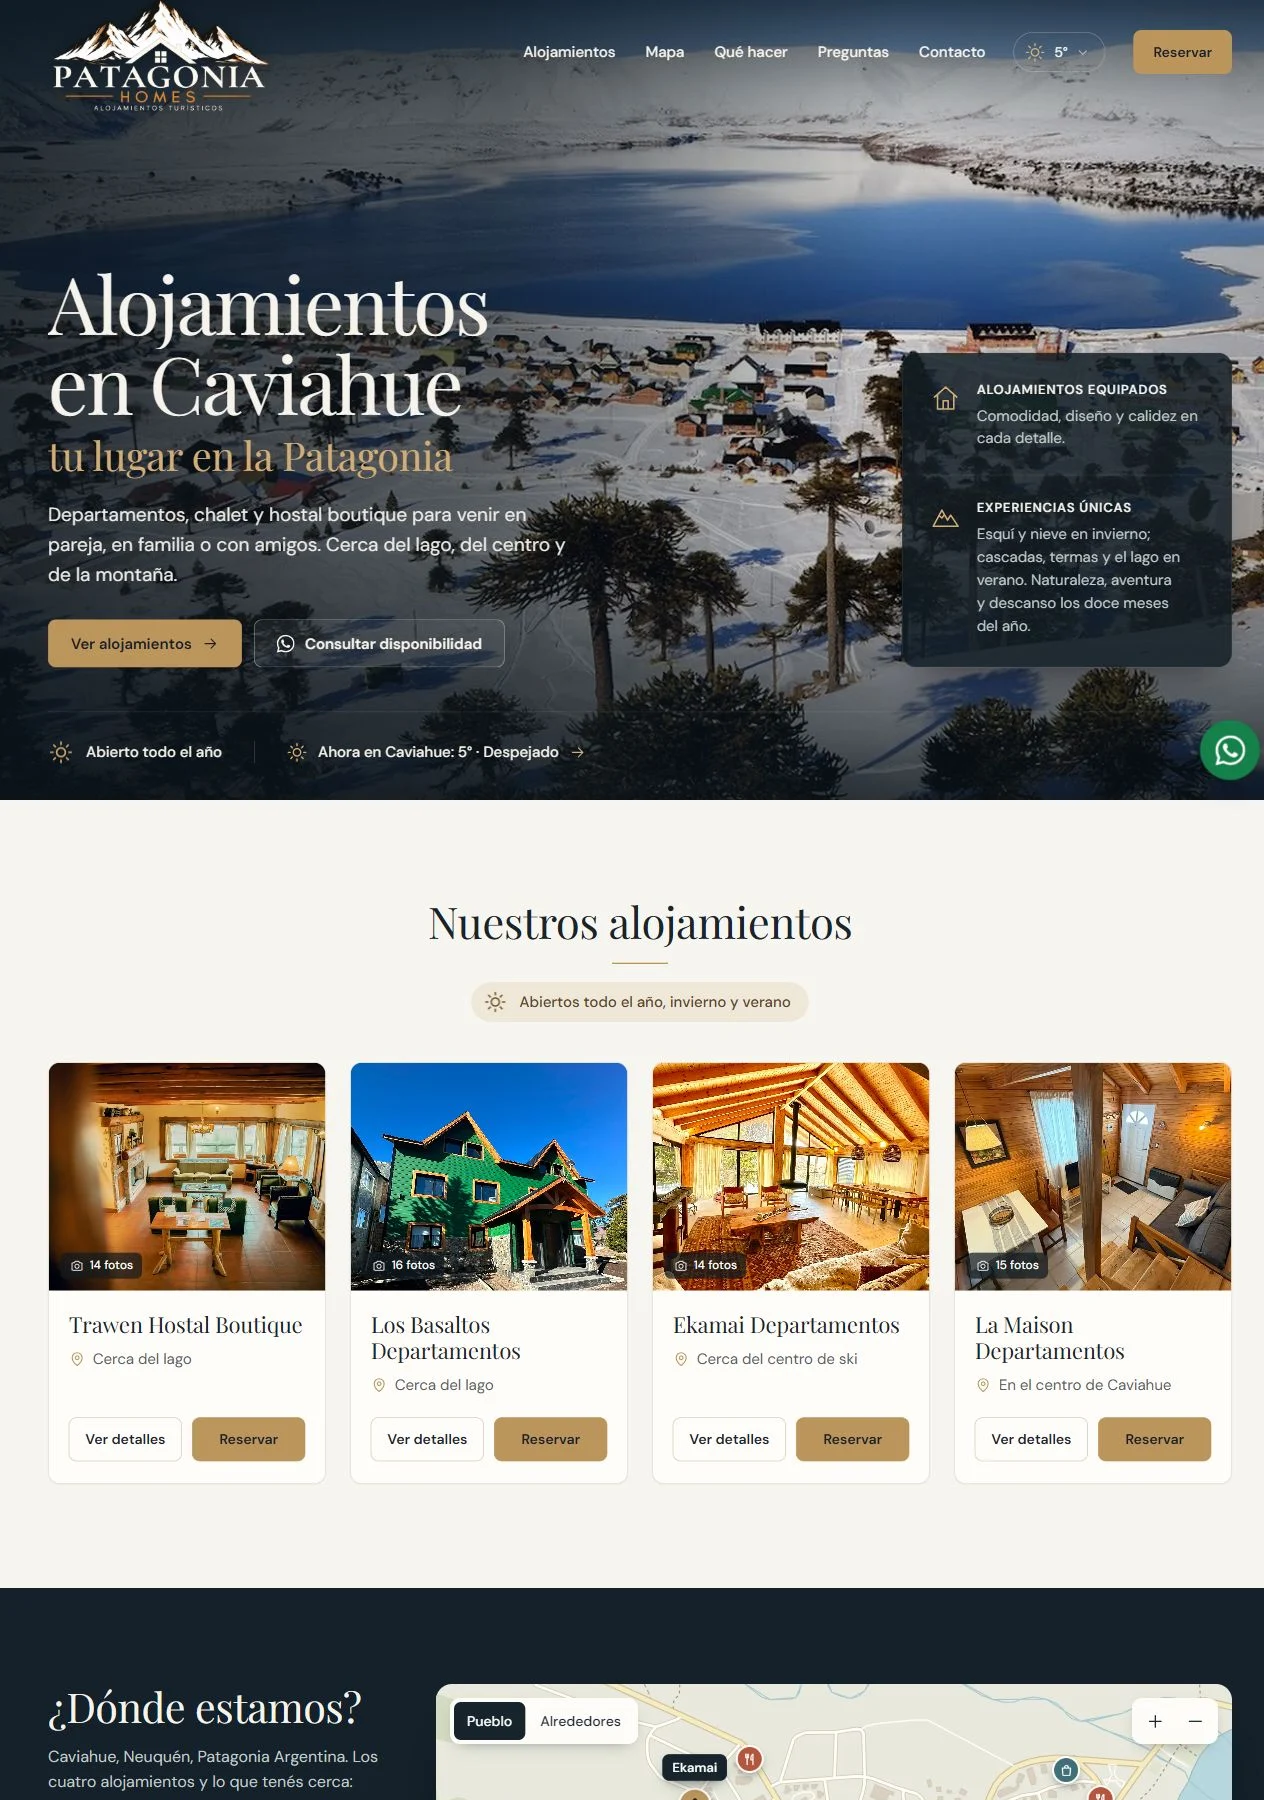 PATAGONIA
HOMES
ALOJAMIENTOS TURÍSTICOS
Alojamientos
Mapa
Qué hacer
Preguntas
Contacto
5°
Reservar
Alojamientos
en Caviahue
tu lugar en la Patagonia
Departamentos, chalet y hostal boutique para venir en
pareja, en familia o con amigos. Cerca del lago, del centro y
de la montaña.
Ver alojamientos →
Consultar disponibilidad
ALOJAMIENTOS EQUIPADOS
Comodidad, diseño y calidez en
cada detalle.
EXPERIENCIAS ÚNICAS
Esquí y nieve en invierno;
cascadas, termas y el lago en
verano. Naturaleza, aventura
y descanso los doce meses
del año.
Abierto todo el año
Ahora en Caviahue: 5° · Despejado →
Nuestros alojamientos
Abiertos todo el año, invierno y verano
14 fotos
Trawen Hostal Boutique
Cerca del lago
Ver detalles
Reservar
16 fotos
Los Basaltos
Departamentos
Cerca del lago
Ver detalles
Reservar
14 fotos
Ekamai Departamentos
Cerca del centro de ski
Ver detalles
Reservar
15 fotos
La Maison
Departamentos
En el centro de Caviahue
Ver detalles
Reservar
¿Dónde estamos?
Caviahue, Neuquén, Patagonia Argentina. Los
cuatro alojamientos y lo que tenés cerca:
Pueblo
Alrededores
+
−
Ekamai